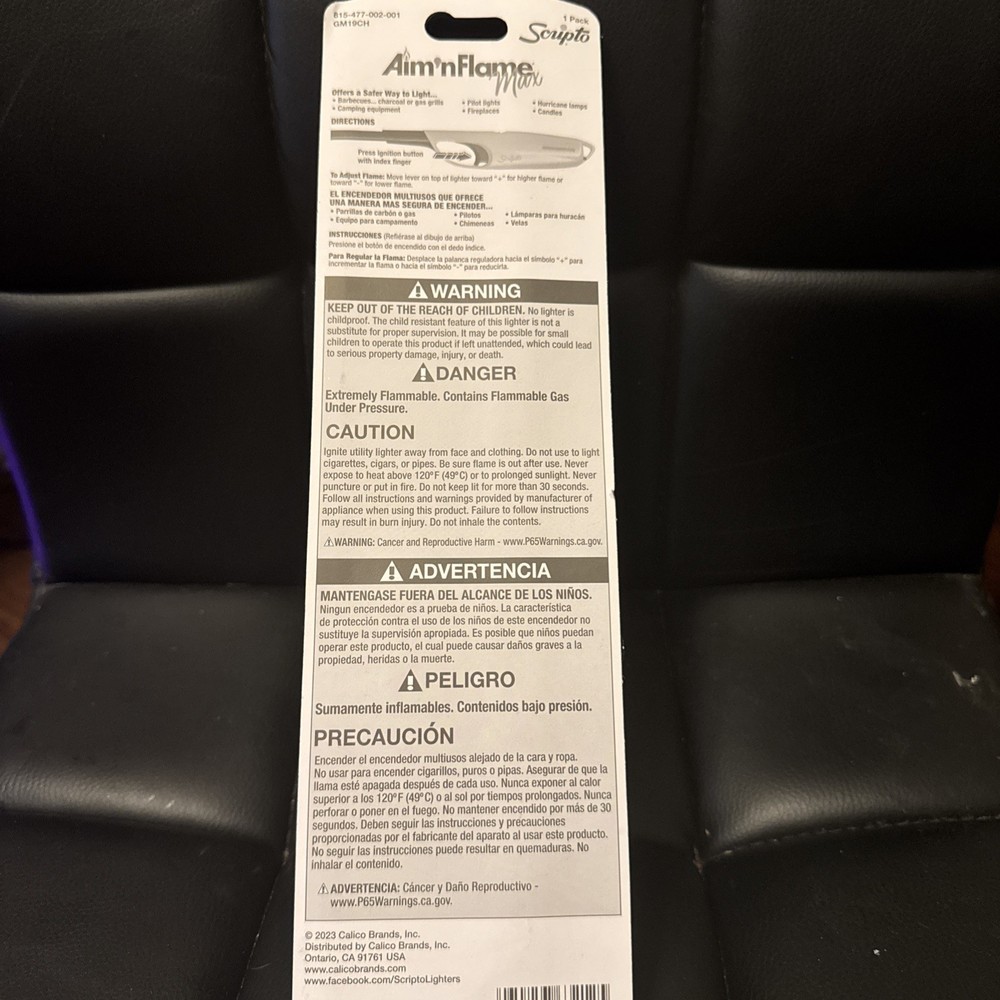 815-477-002-001
GM19CH
1 Pack
Scripto
Aim'nFlame
Max
Offers a Safer Way to Light...
• Barbecues... charcoal or gas grills
• Pilot lights
• Hurricane lamps
• Camping equipment
• Fireplaces
• Candles
DIRECTIONS
Press ignition button
with index finger
Scripto
To Adjust Flame: Move lever on top of lighter toward "+" for higher flame or
toward "-" for lower flame.
EL ENCENDEDOR MULTIUSOS QUE OFRECE
UNA MANERA MAS SEGURA DE ENCENDER...
• Parrillas de carbón o gas
• Pilotos
• Lámparas para huracán
• Equipo para campamento
• Chimeneas
• Velas
INSTRUCCIONES (Refiérase al dibujo de arriba)
Presione el botón de encendido con el dedo índice.
Para Regular la Flama: Desplace la palanca reguladora hacia el símbolo "+" para
incrementar la flama o hacia el símbolo "-" para reducirla.
WARNING
KEEP OUT OF THE REACH OF CHILDREN. No lighter is
childproof. The child resistant feature of this lighter is not a
substitute for proper supervision. It may be possible for small
children to operate this product if left unattended, which could lead
to serious property damage, injury, or death.
DANGER
Extremely Flammable. Contains Flammable Gas
Under Pressure.
CAUTION
Ignite utility lighter away from face and clothing. Do not use to light
cigarettes, cigars, or pipes. Be sure flame is out after use. Never
expose to heat above 120°F (49°C) or to prolonged sunlight. Never
puncture or put in fire. Do not keep lit for more than 30 seconds.
Follow all instructions and warnings provided by manufacturer of
appliance when using this product. Failure to follow instructions
may result in burn injury. Do not inhale the contents.
WARNING: Cancer and Reproductive Harm - www.P65Warnings.ca.gov.
ADVERTENCIA
MANTENGASE FUERA DEL ALCANCE DE LOS NIÑOS.
Ningun encendedor es a prueba de niños. La característica
de protección contra el uso de los niños de este encendedor no
sustituye la supervisión apropiada. Es posible que niños puedan
operar este producto, el cual puede causar daños graves a la
propiedad, heridas o la muerte.
PELIGRO
Sumamente inflamables. Contenidos bajo presión.
PRECAUCIÓN
Encender el encendedor multiusos alejado de la cara y ropa.
No usar para encender cigarillos, puros o pipas. Asegurar de que la
llama esté apagada después de cada uso. Nunca exponer al calor
superior a los 120°F (49°C) o al sol por tiempos prolongados. Nunca
perforar o poner en el fuego. No mantener encendido por más de 30
segundos. Deben seguir las instrucciones y precauciones
proporcionadas por el fabricante del aparato al usar este producto.
No seguir las instrucciones puede resultar en quemaduras. No
inhalar el contenido.
ADVERTENCIA: Cáncer y Daño Reproductivo -
www.P65Warnings.ca.gov.
© 2023 Calico Brands, Inc.
Distributed by Calico Brands, Inc.
Ontario, CA 91761 USA
www.calicobrands.com
www.facebook.com/ScriptoLighters